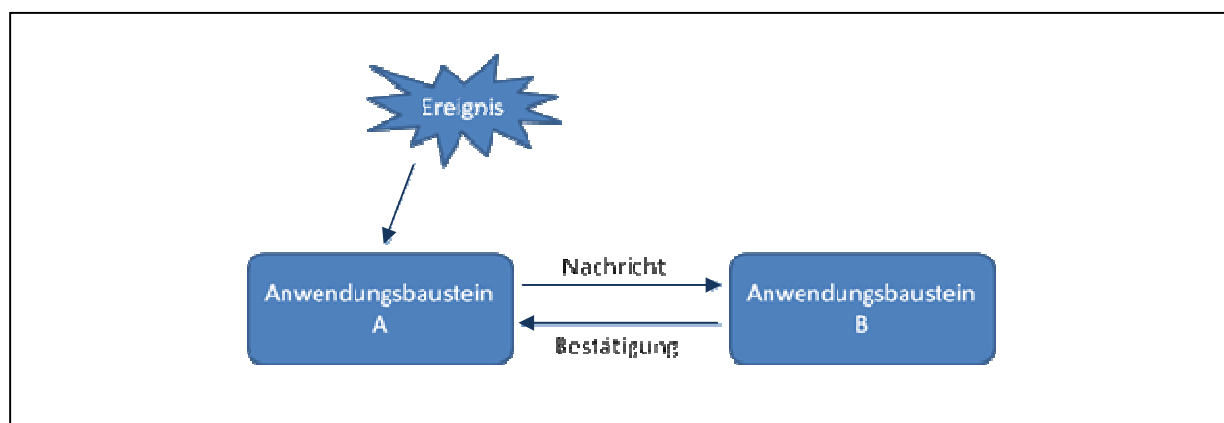 Ereignis
Nachricht
Anwendungsbaustein
A
Anwendungsbaustein
B
Bestätigung